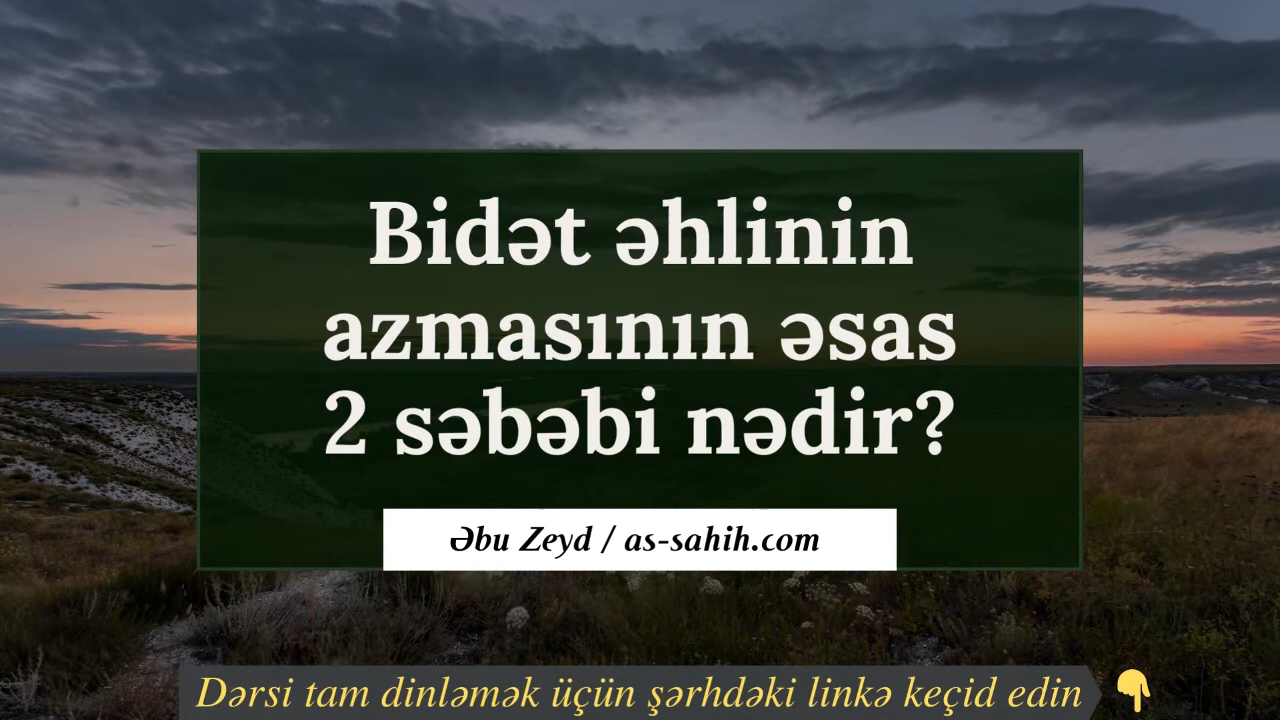 Bidət əhlinin
azmasının əsas
2 səbəbi nədir?
Əbu Zeyd / as-sahih.com
Dərsi tam dinləmək üçün şərhdəki linkə keçid edin